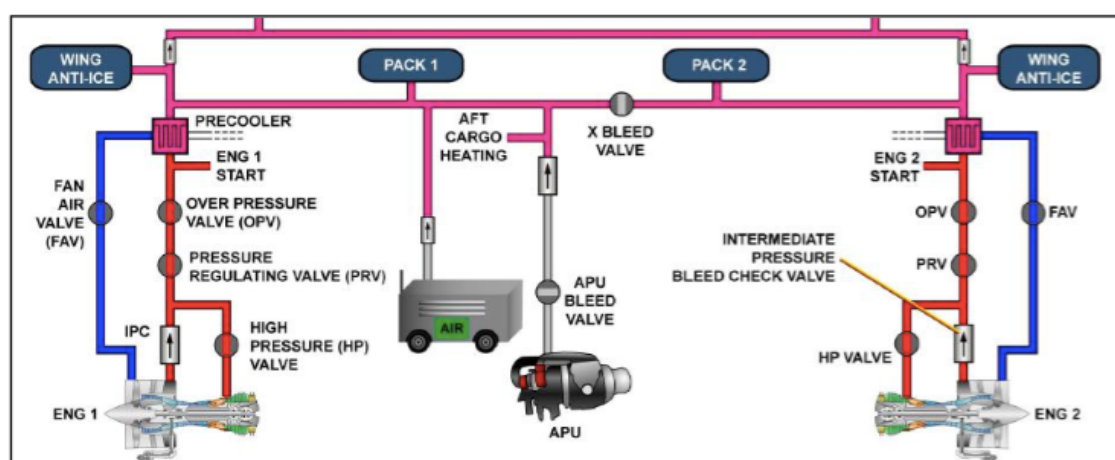 WING
ANTI-ICE
PACK 1
PACK 2
WING
ANTI-ICE
PRECOOLER
AFT
CARGO
HEATING
X BLEED
VALVE
ENG 1
START
ENG 2
START
FAN
AIR
VALVE
(FAV)
OVER PRESSURE
VALVE (OPV)
OPV
FAV
PRESSURE
REGULATING VALVE (PRV)
INTERMEDIATE
PRESSURE
BLEED CHECK VALVE
PRV
APU
BLEED
VALVE
AIR
IPC
HIGH
PRESSURE (HP)
VALVE
HP VALVE
ENG 1
APU
ENG 2